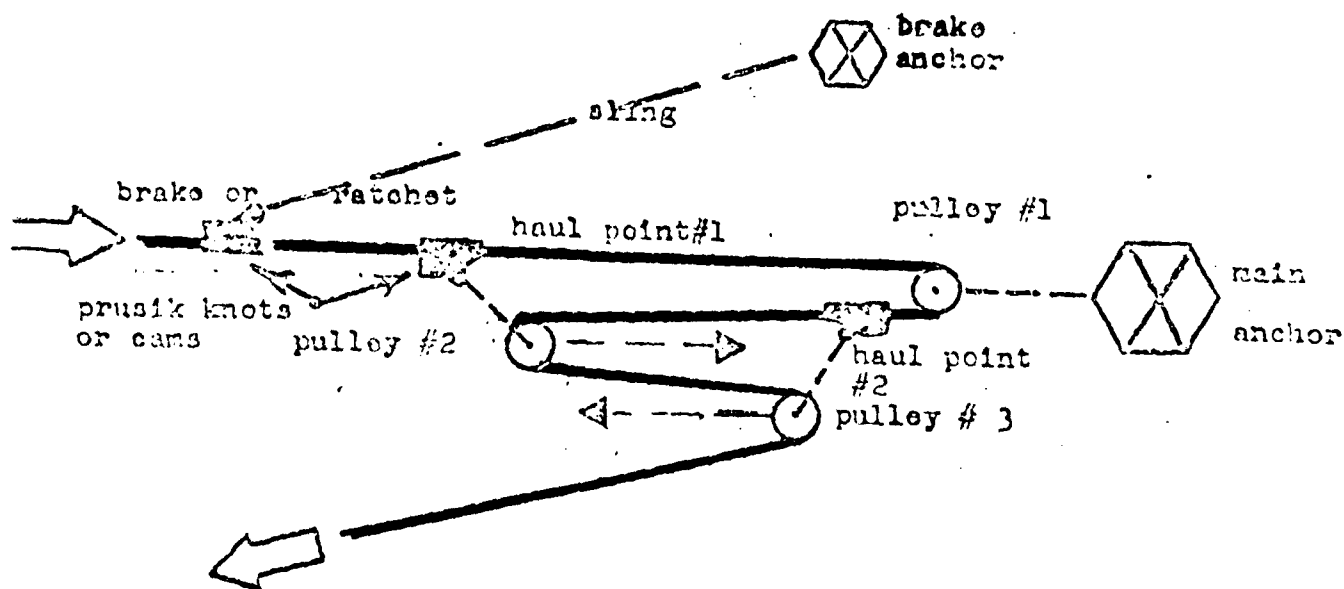 brake
anchor
sling
brake or ratchet
pulley #1
haul point#1
main
anchor
prusik knots
or cams
pulley #2
haul point
#2
pulley # 3